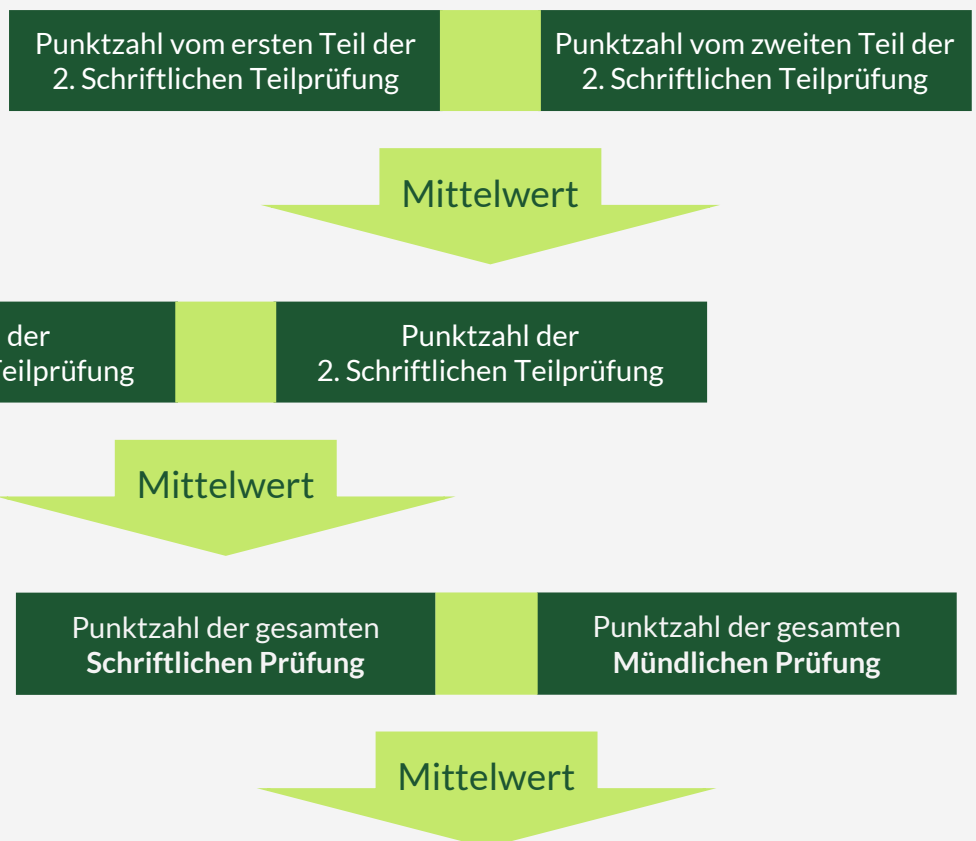 Punktzahl vom ersten Teil der
2. Schriftlichen Teilprüfung
Punktzahl vom zweiten Teil der
2. Schriftlichen Teilprüfung
Mittelwert
der
Teilprüfung
Punktzahl der
2. Schriftlichen Teilprüfung
Mittelwert
Punktzahl der gesamten
Schriftlichen Prüfung
Punktzahl der gesamten
Mündlichen Prüfung
Mittelwert